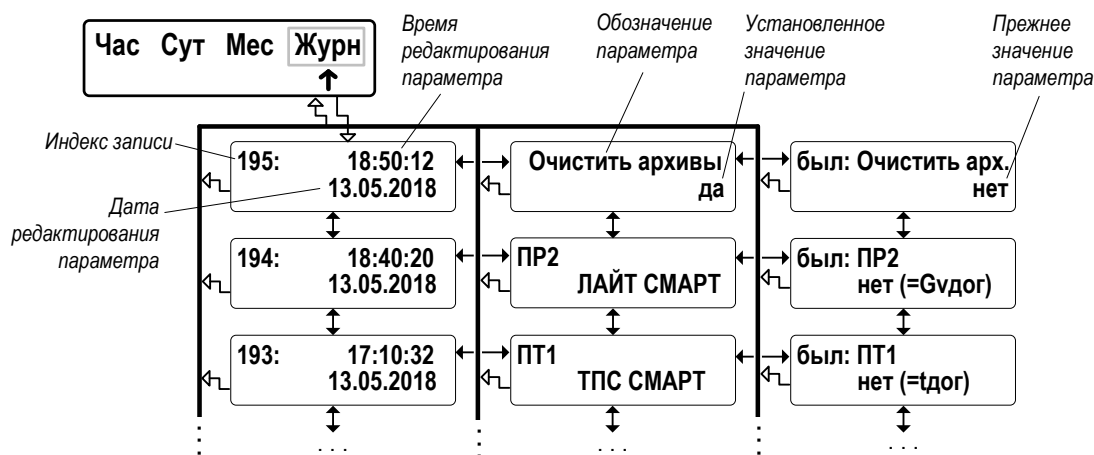 Час Сут Мес Журн
Время
редактирования
параметра
Обозначение
параметра
Установленное
значение
параметра
Прежнее
значение
параметра
Индекс записи
Дата
редактирования
параметра
195: 18:50:12
13.05.2018
Очистить архивы
да
был: Очистить арх.
нет
194: 18:40:20
13.05.2018
ПР2
ЛАЙТ СМАРТ
был: ПР2
нет (=Gvдог)
193: 17:10:32
13.05.2018
ПТ1
ТПС СМАРТ
был: ПТ1
нет (=tдог)
. . . . . . . . .